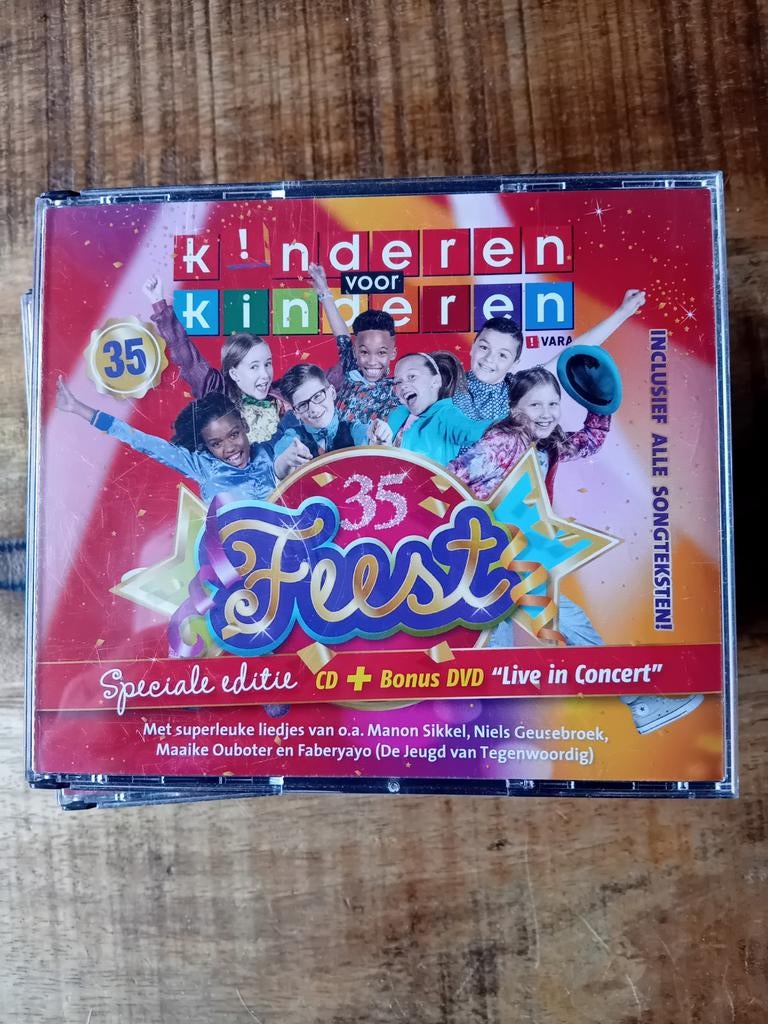 k!nderen
voor
kinderen
VARA
35
INCLUSIEF ALLE SONGTEKSTEN!
35
Feest
Speciale editie CD + Bonus DVD "Live in Concert"
Met superleuke liedjes van o.a. Manon Sikkel, Niels Geusebroek,
Maaike Ouboter en Faberyayo (De Jeugd van Tegenwoordig)